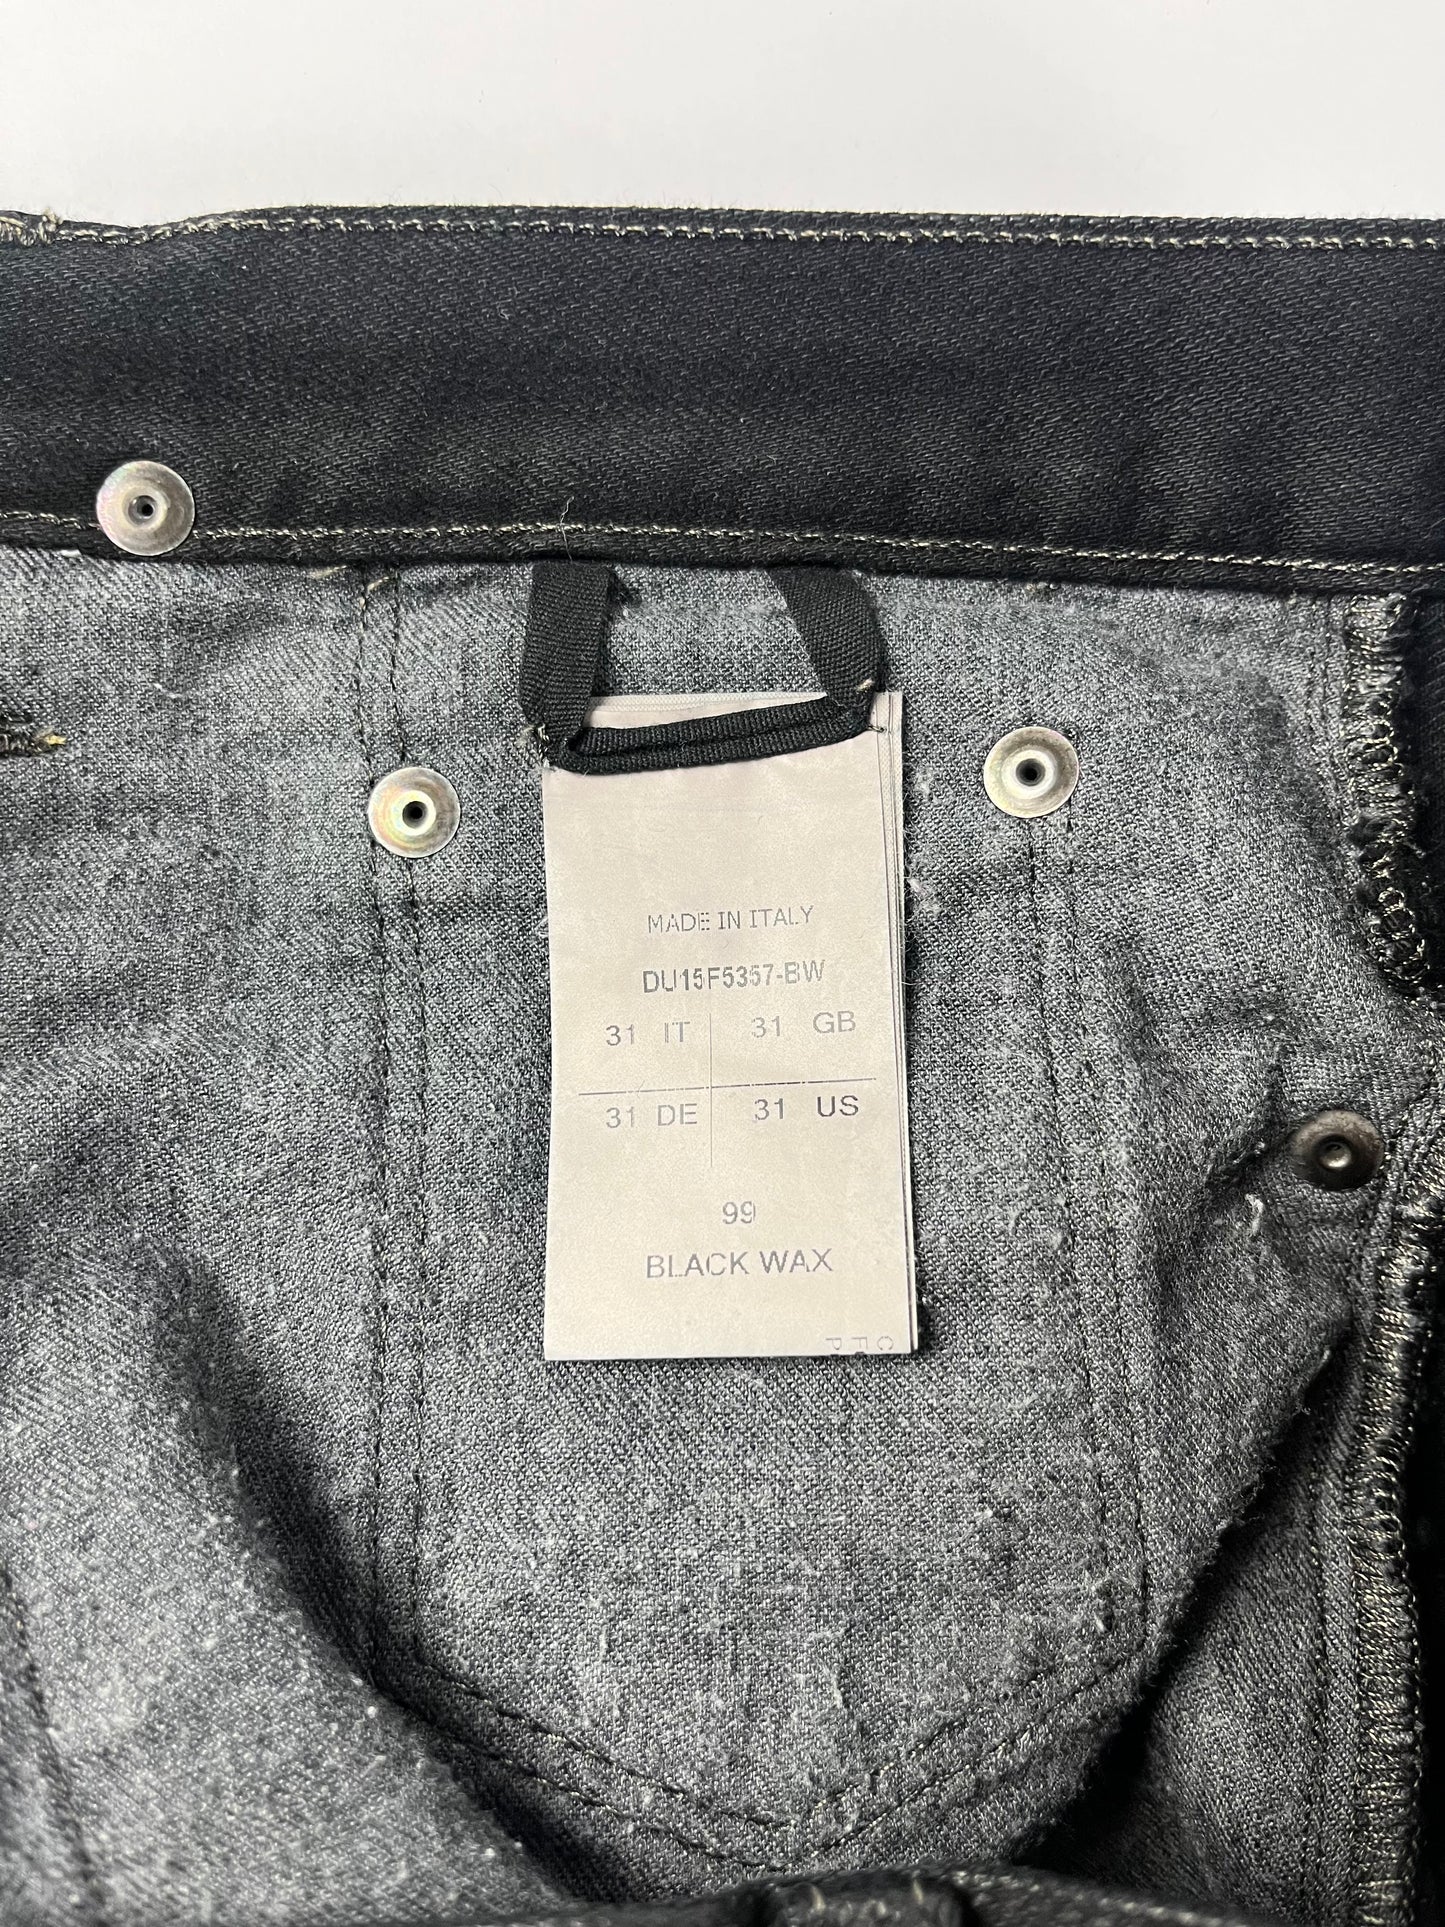 MADE IN ITALY
DU15F5357-BW
31 IT 31 GB
31 DE 31 US
99
BLACK WAX